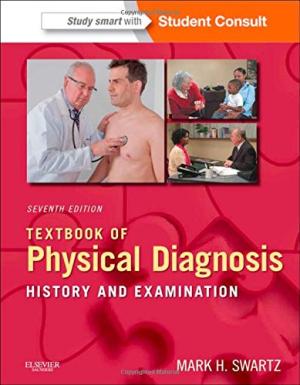 Study smart with Student Consult
SEVENTH EDITION
TEXTBOOK OF
Physical Diagnosis
HISTORY AND EXAMINATION
ELSEVIER
SAUNDERS
MARK H. SWARTZ